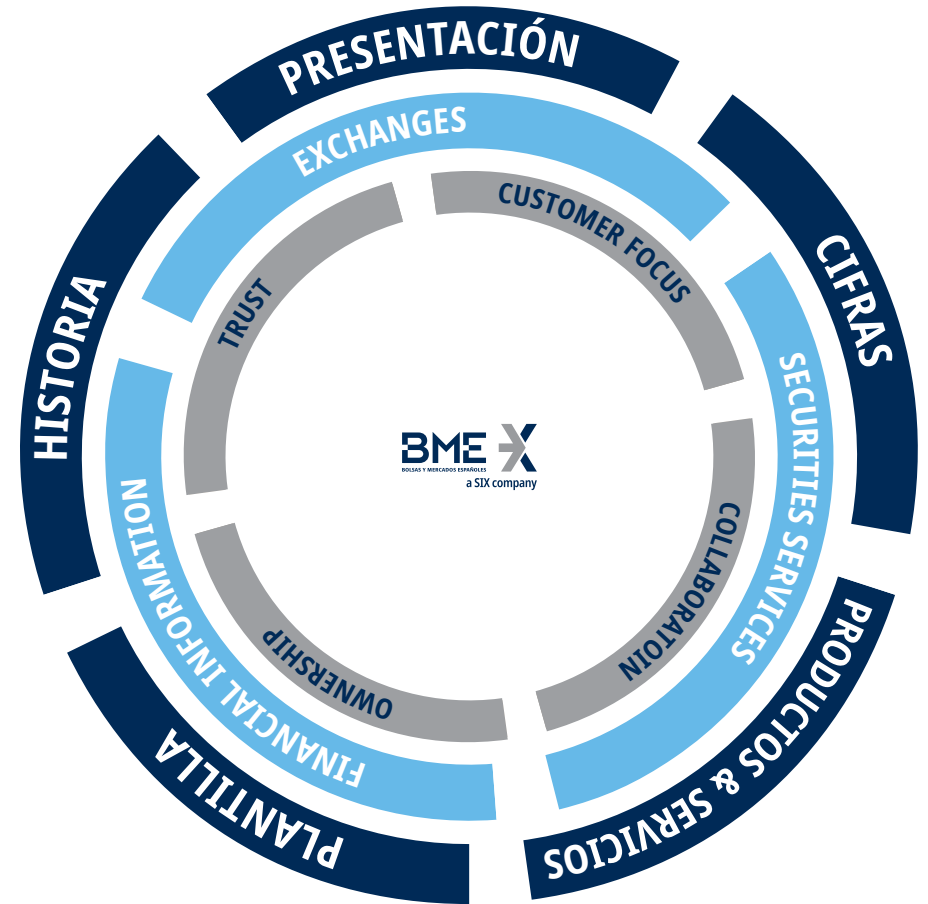 PRESENTACIÓN
CIFRAS
PRODUCTOS & SERVICIOS
PLANTILLA
HISTORIA
EXCHANGES
SECURITIES SERVICES
FINANCIAL INFORMATION
CUSTOMER FOCUS
COLLABORATOIN
OWNERSHIP
TRUST
BME X
BOLSAS Y MERCADOS ESPAÑOLES
a SIX company